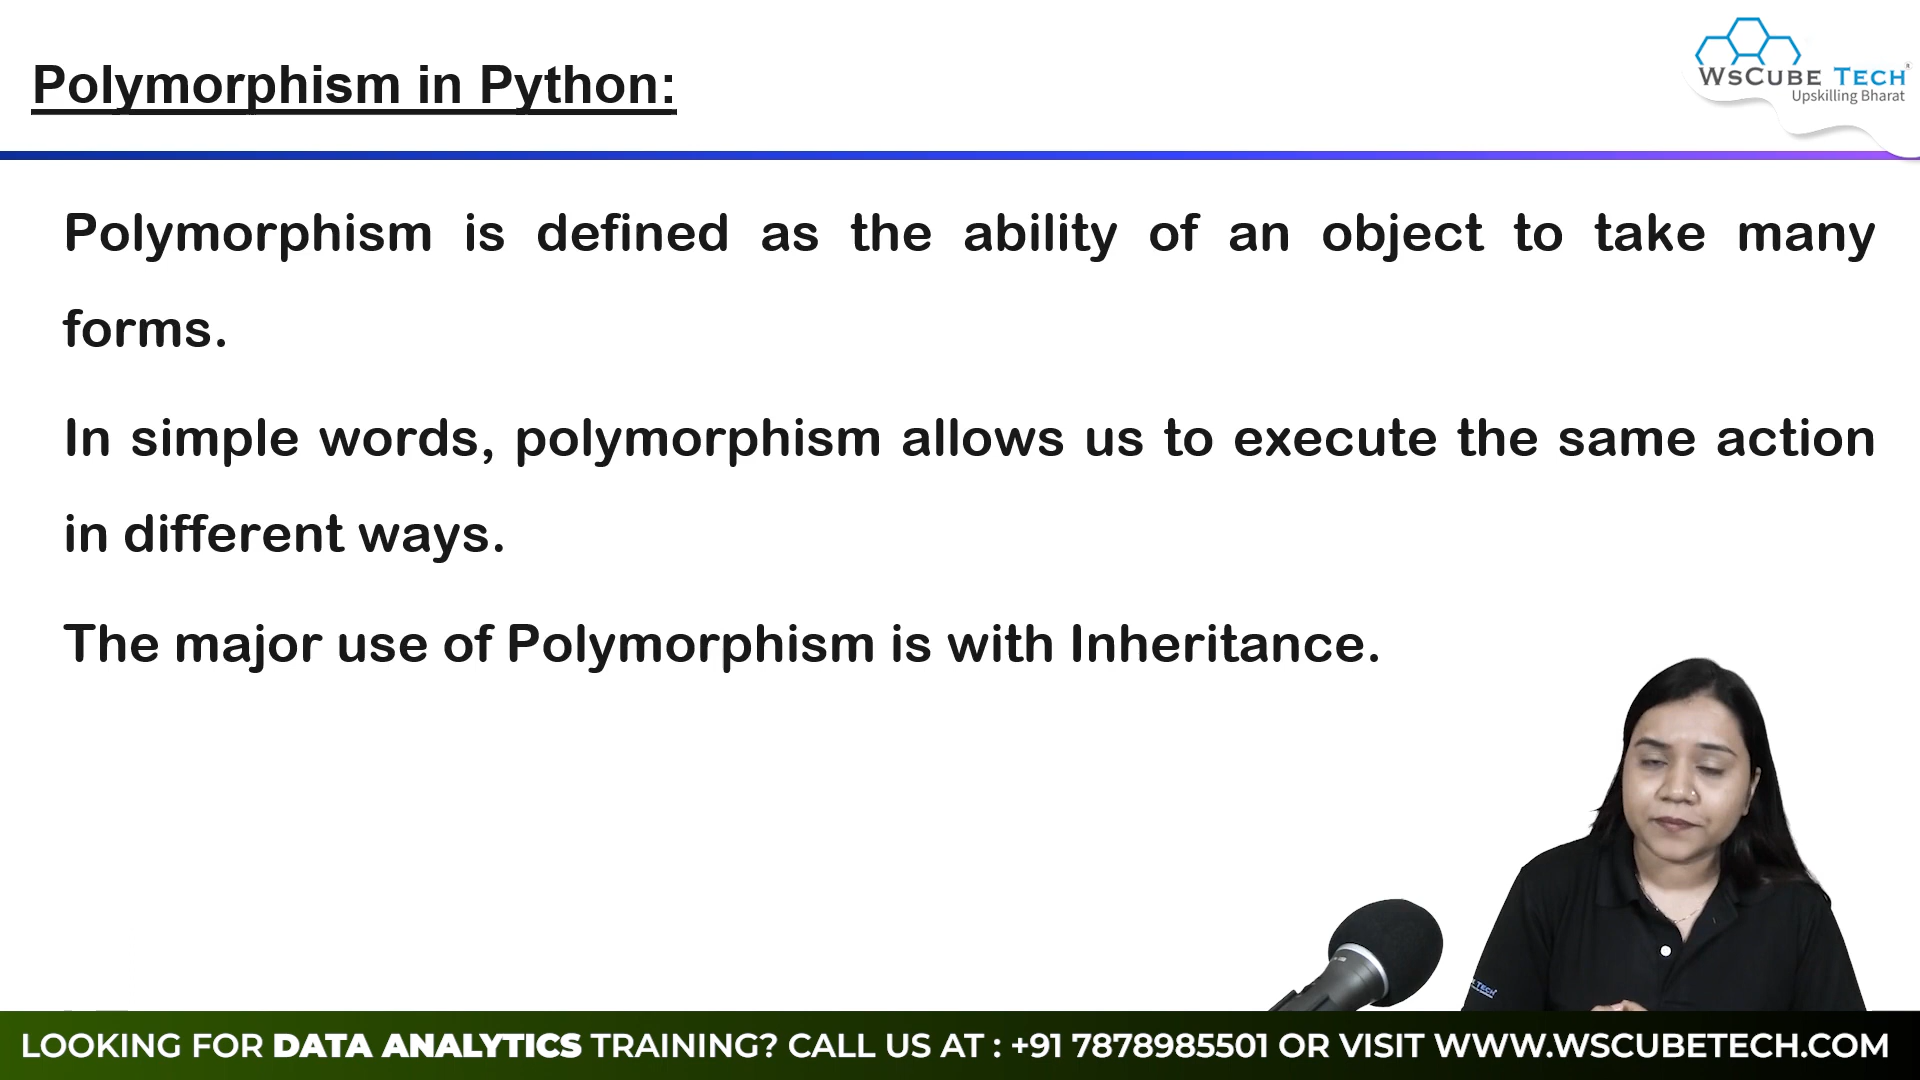 Polymorphism in Python:
WsCube Tech
Upskilling Bharat
Polymorphism is defined as the ability of an object to take many
forms.
In simple words, polymorphism allows us to execute the same action
in different ways.
The major use of Polymorphism is with Inheritance.
TECH
LOOKING FOR DATA ANALYTICS TRAINING? CALL US AT : +91 7878985501 OR VISIT WWW.WSCUBETECH.COM